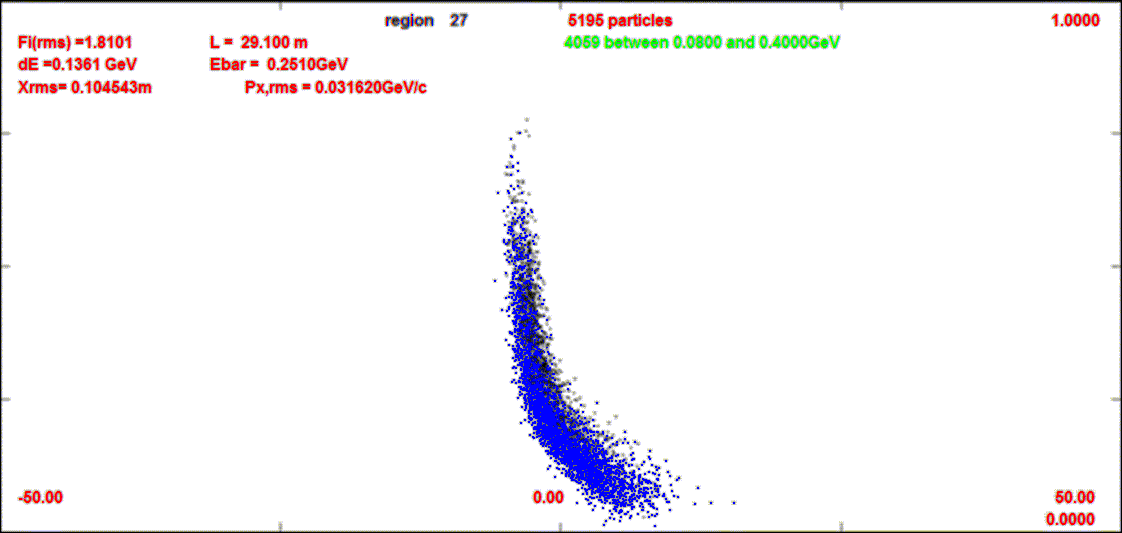 region 27 5195 particles 1.0000
Fi(rms) =1.8101 L = 29.100 m 4059 between 0.0800 and 0.4000GeV
dE =0.1361 GeV Ebar = 0.2510GeV
Xrms= 0.104543m Px,rms = 0.031620GeV/c
-50.00 0.00 50.00
0.0000